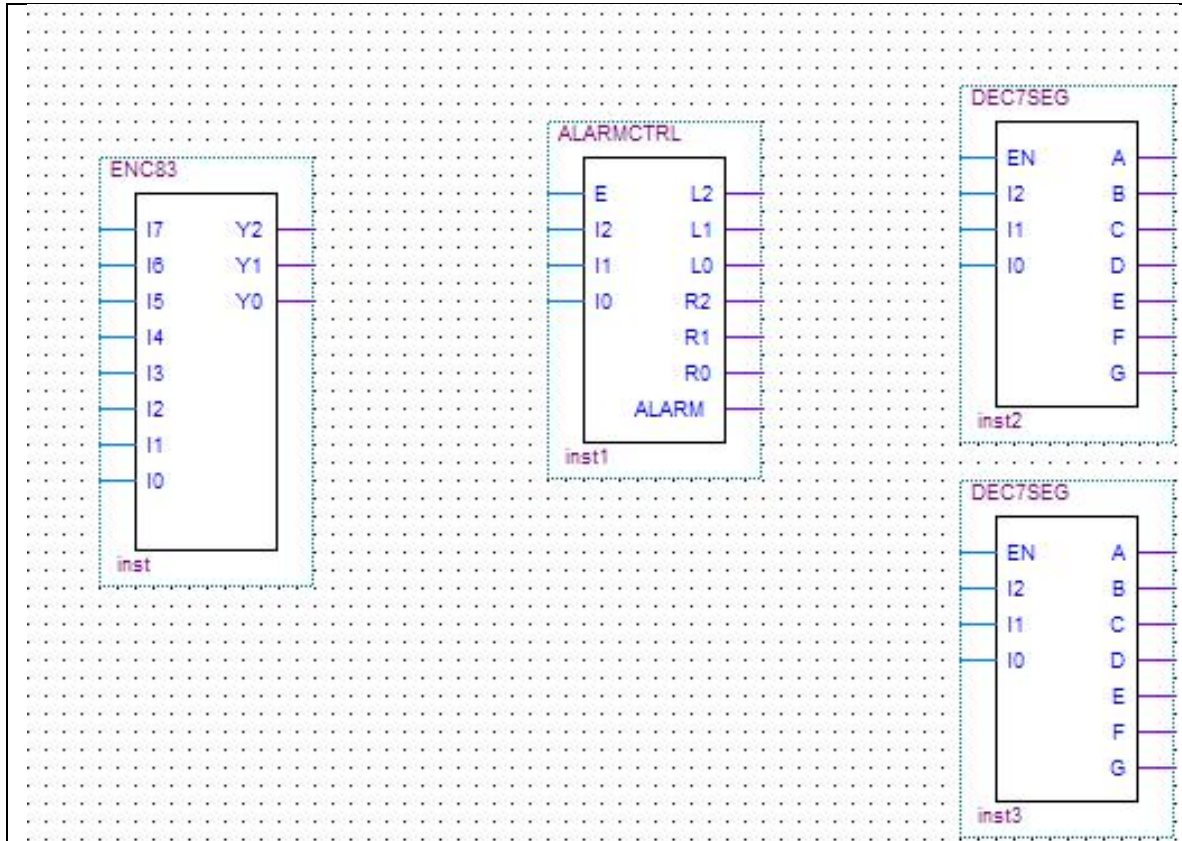 ENC83
I7 Y2
I6 Y1
I5 Y0
I4
I3
I2
I1
I0
inst
ALARMCTRL
E L2
I2 L1
I1 L0
I0 R2
R1
R0
ALARM
inst1
DEC7SEG
EN A
I2 B
I1 C
I0 D
E
F
G
inst2
DEC7SEG
EN A
I2 B
I1 C
I0 D
E
F
G
inst3